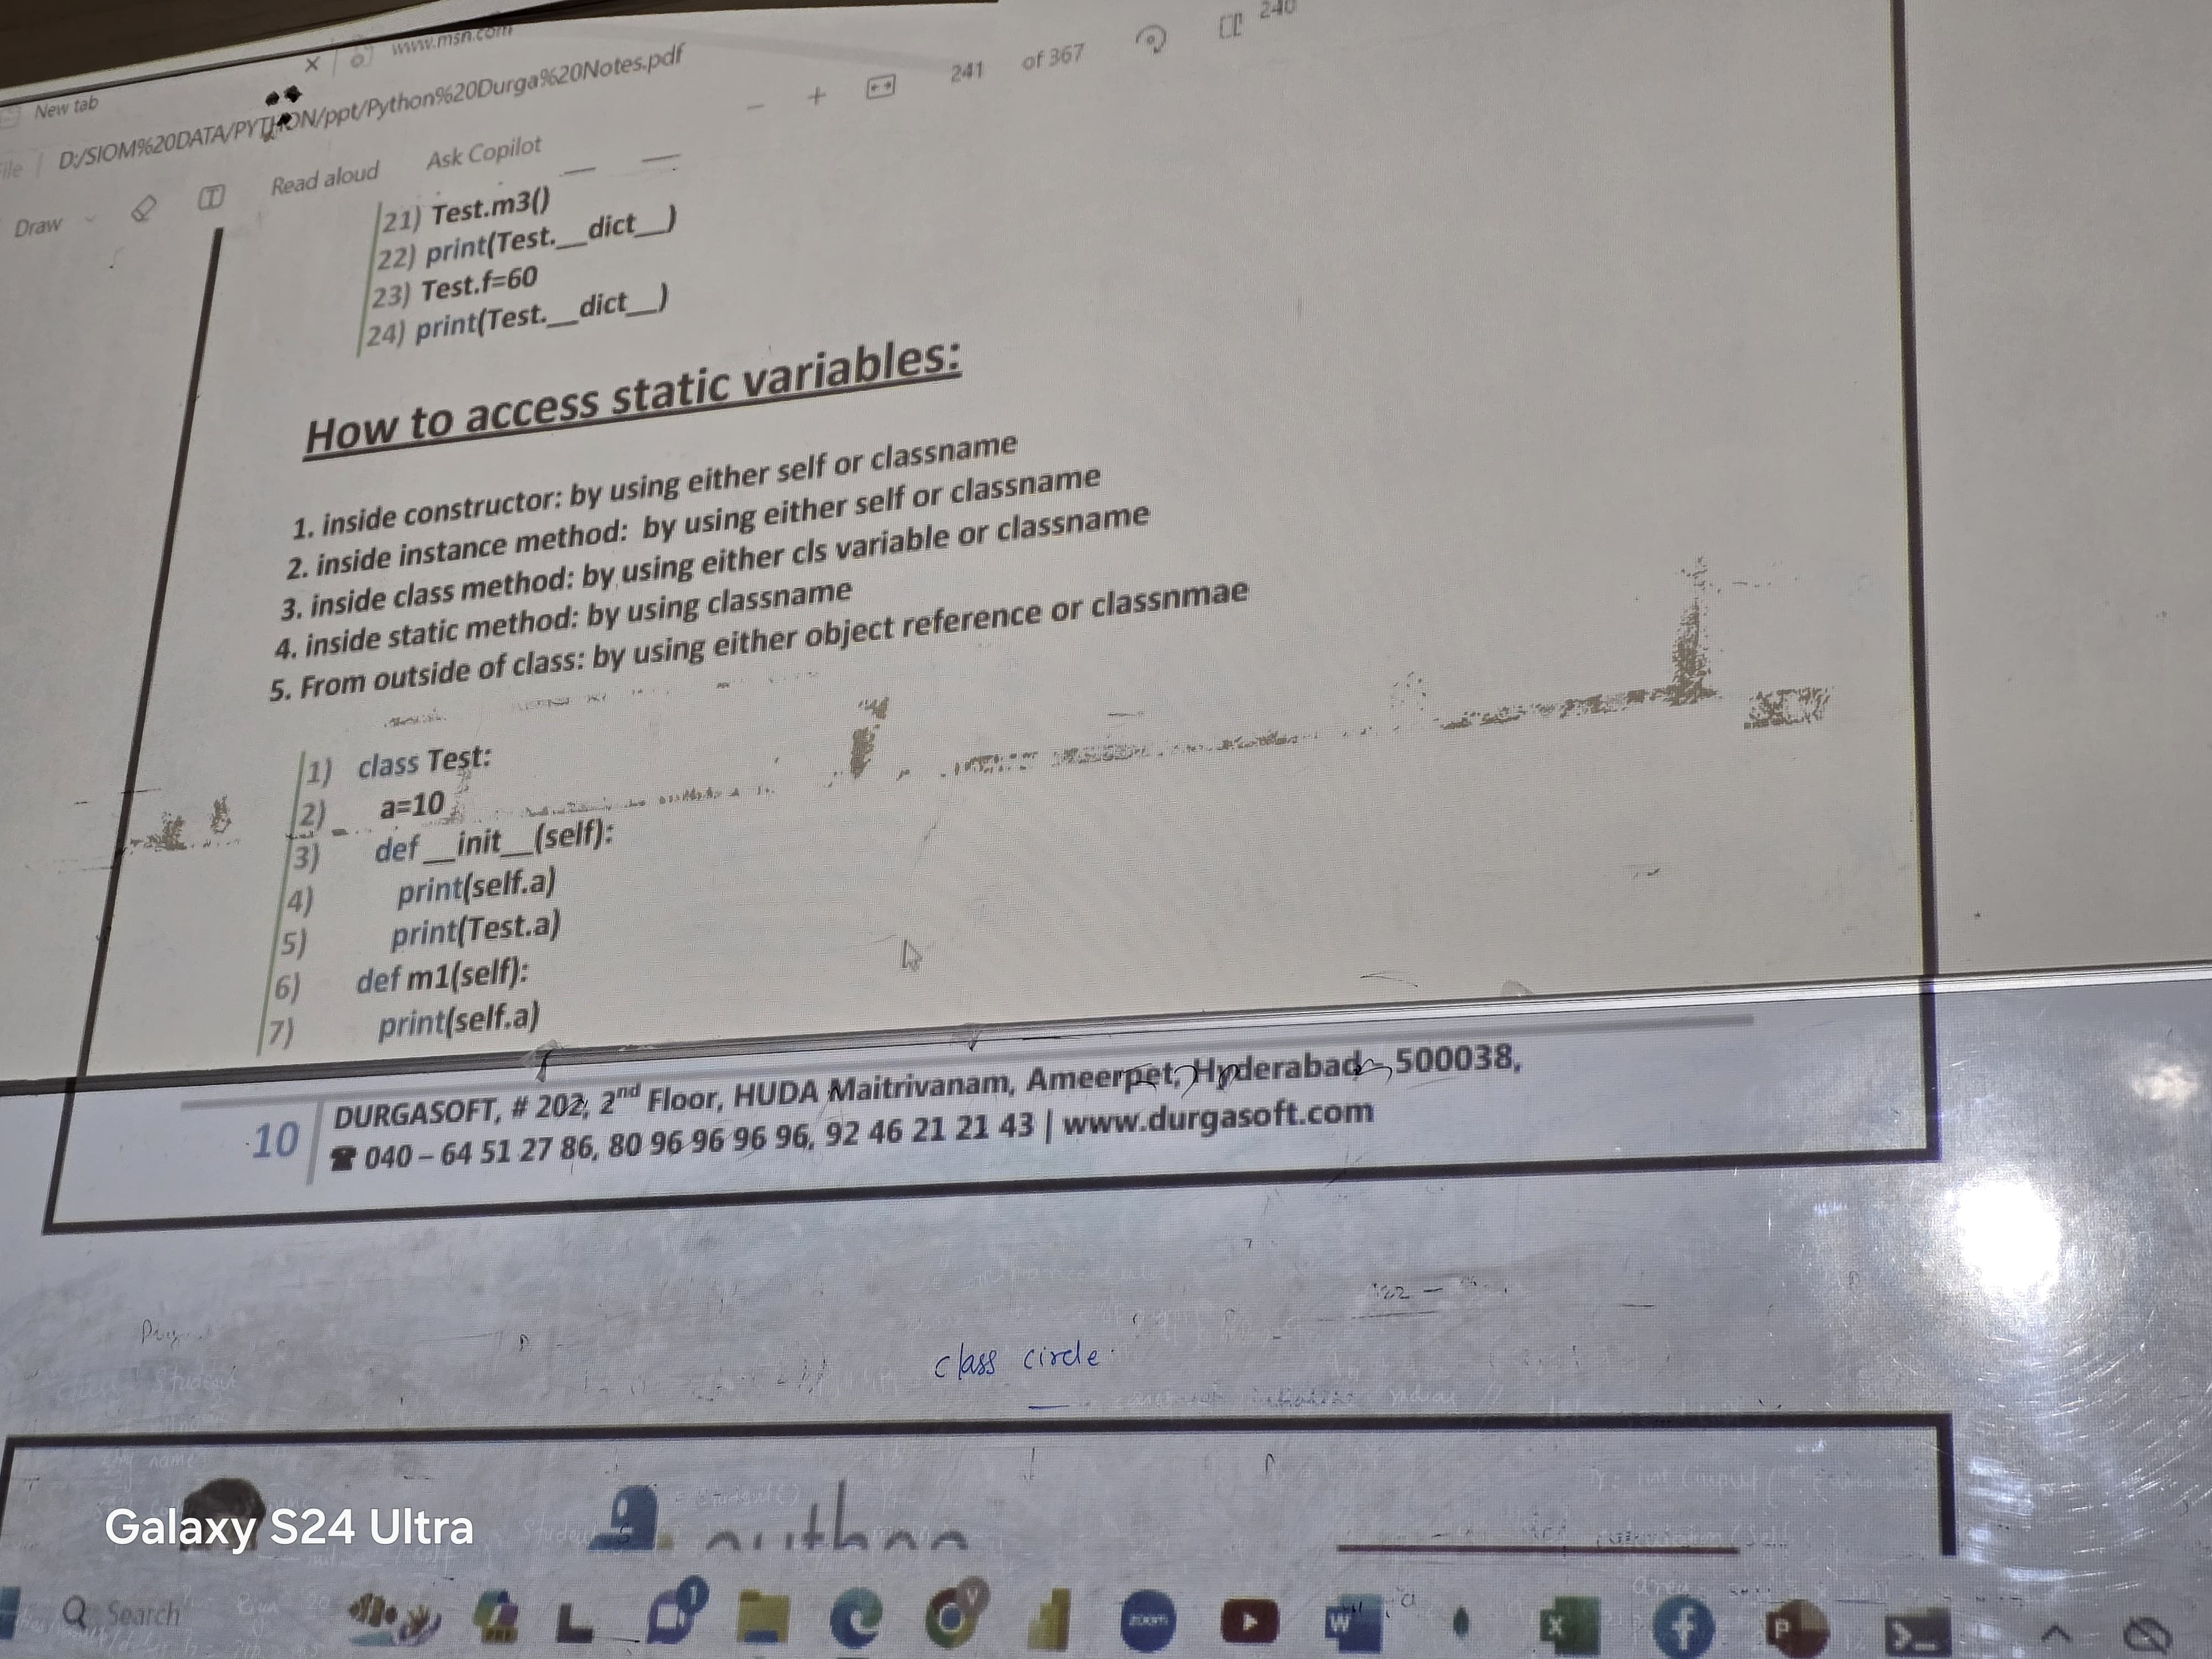 www.msn.com
New tab
File | D:/SIOM%20DATA/PYTHON/ppt/Python%20Durga%20Notes.pdf
241 of 367
240
Draw
Read aloud
Ask Copilot
21) Test.m3()
22) print(Test.__dict__)
23) Test.f=60
24) print(Test.__dict__)
How to access static variables:
1. inside constructor: by using either self or classname
2. inside instance method: by using either self or classname
3. inside class method: by using either cls variable or classname
4. inside static method: by using classname
5. From outside of class: by using either object reference or classnmae
1) class Test:
2) a=10
3) def __init__(self):
4) print(self.a)
5) print(Test.a)
6) def m1(self):
7) print(self.a)
10
DURGASOFT, # 202, 2nd Floor, HUDA Maitrivanam, Ameerpet, Hyderabad - 500038,
☎ 040 – 64 51 27 86, 80 96 96 96 96, 92 46 21 21 43 | www.durgasoft.com
class circle
python
Galaxy S24 Ultra
Search
zoom